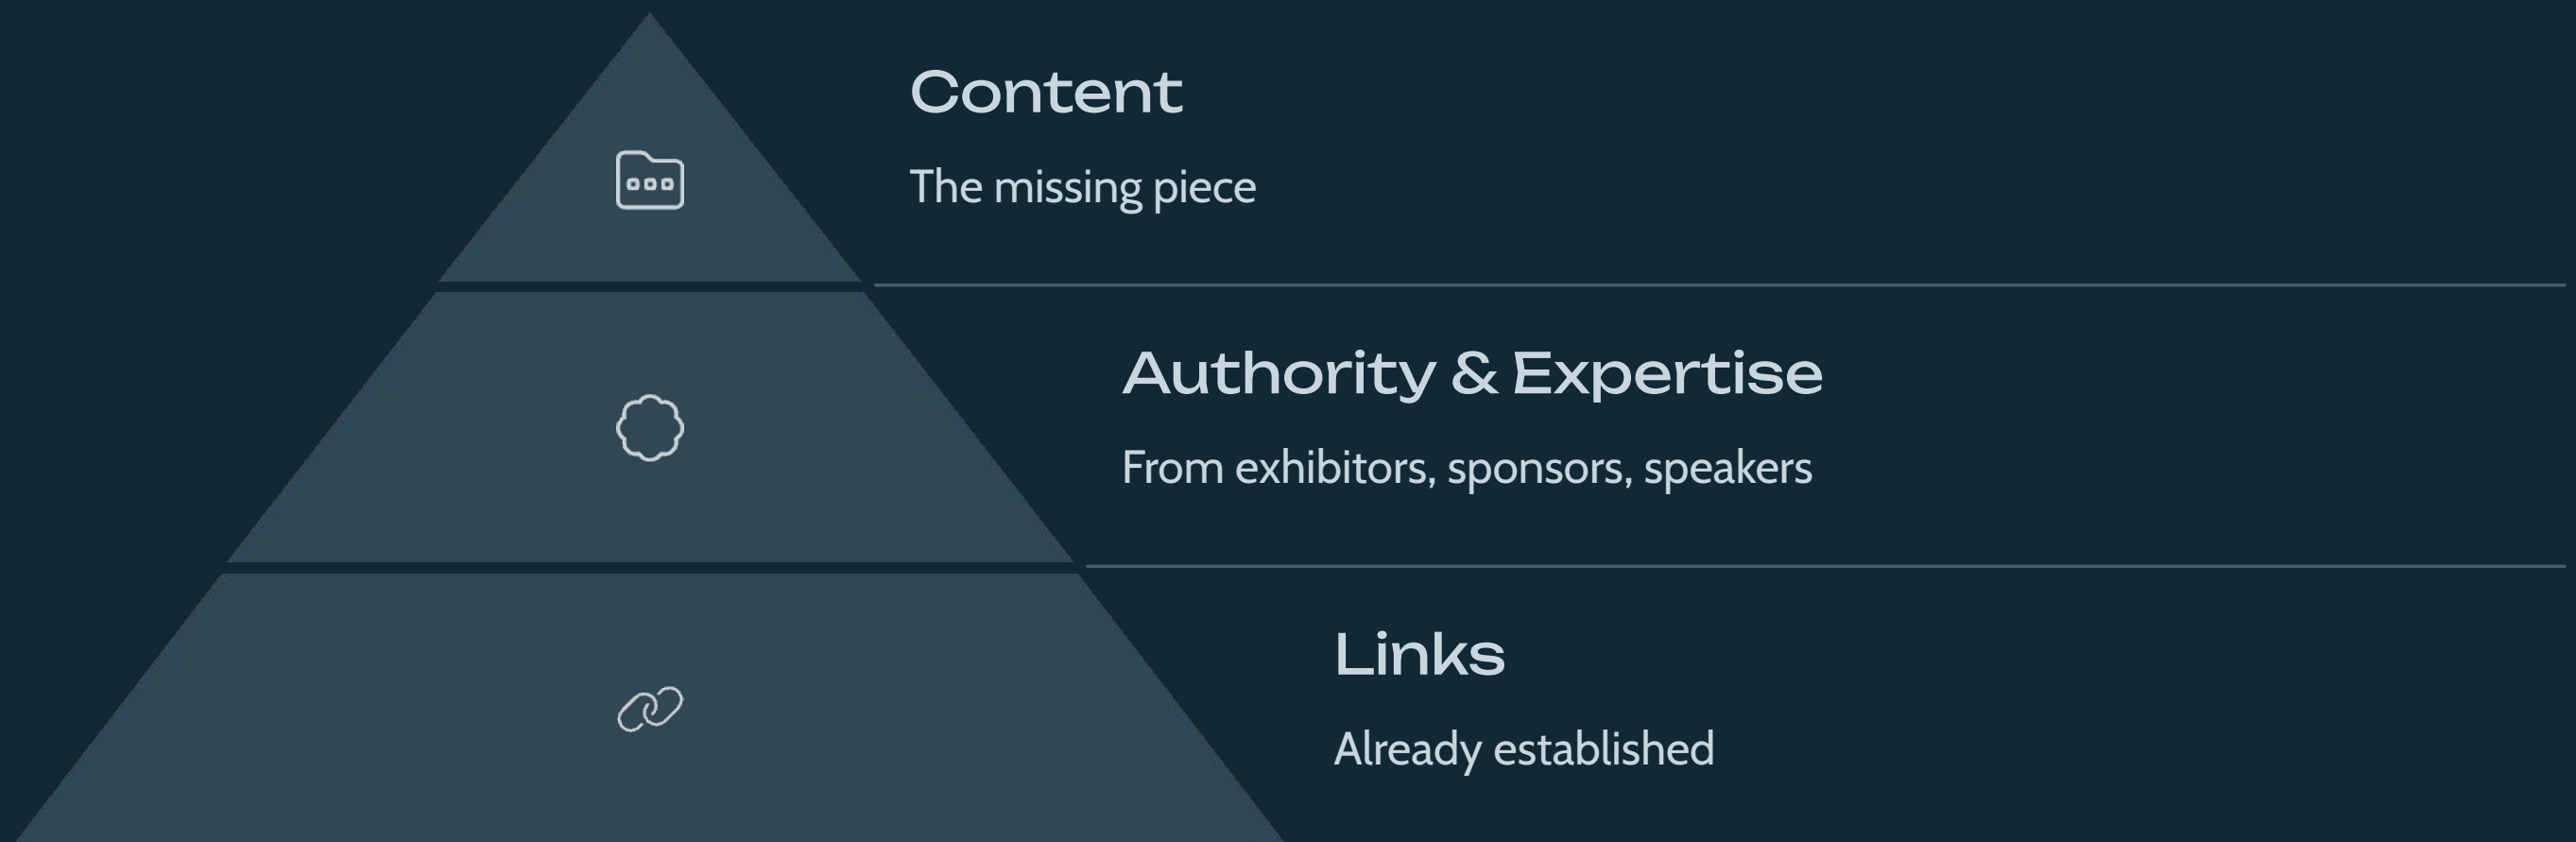 Content
The missing piece
Authority & Expertise
From exhibitors, sponsors, speakers
Links
Already established